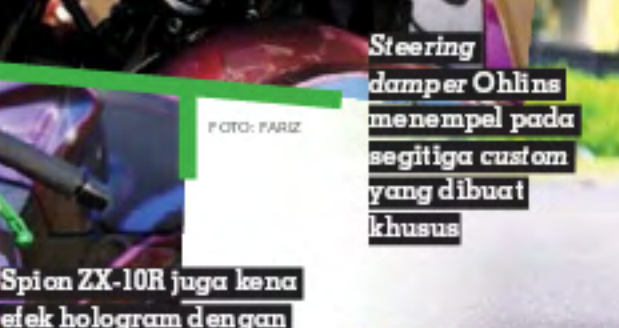 Steering
damper Ohlins
menempel pada
segitiga custom
yang dibuat
khusus
FOTO: FARIZ
Spion ZX-10R juga kena
efek hologram dengan